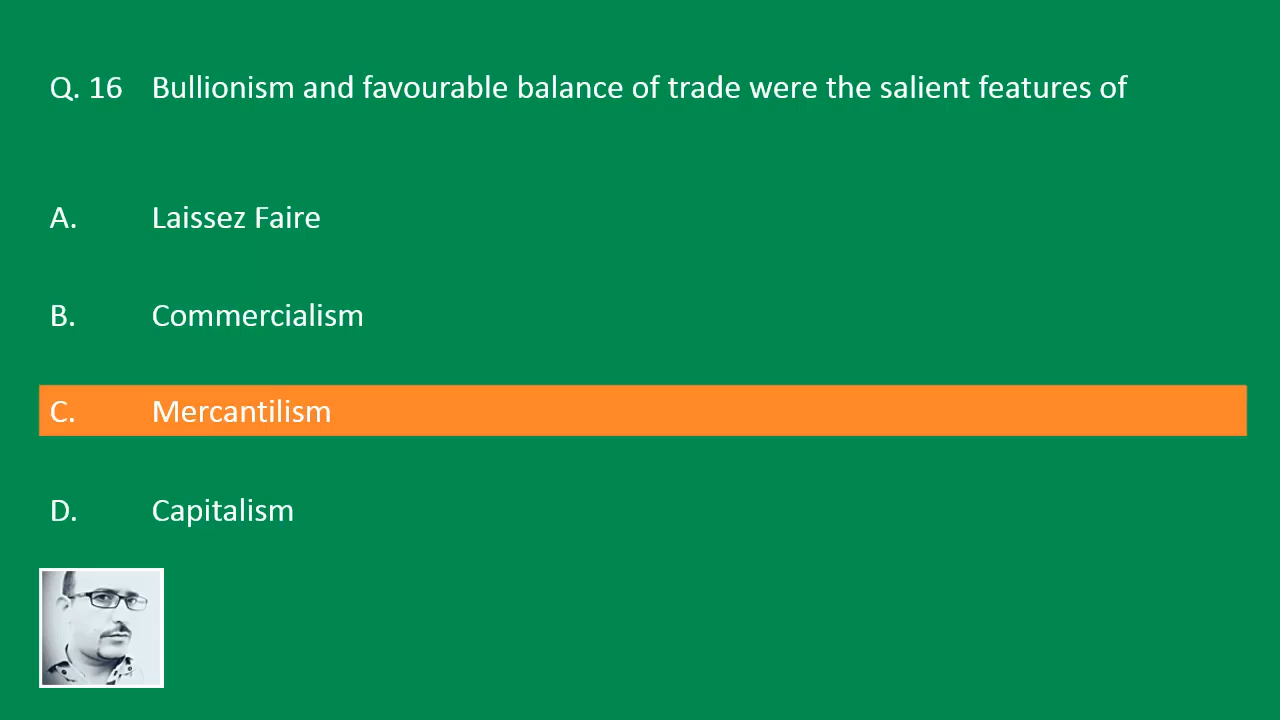 Q. 16 Bullionism and favourable balance of trade were the salient features of
A. Laissez Faire
B. Commercialism
C. Mercantilism
D. Capitalism